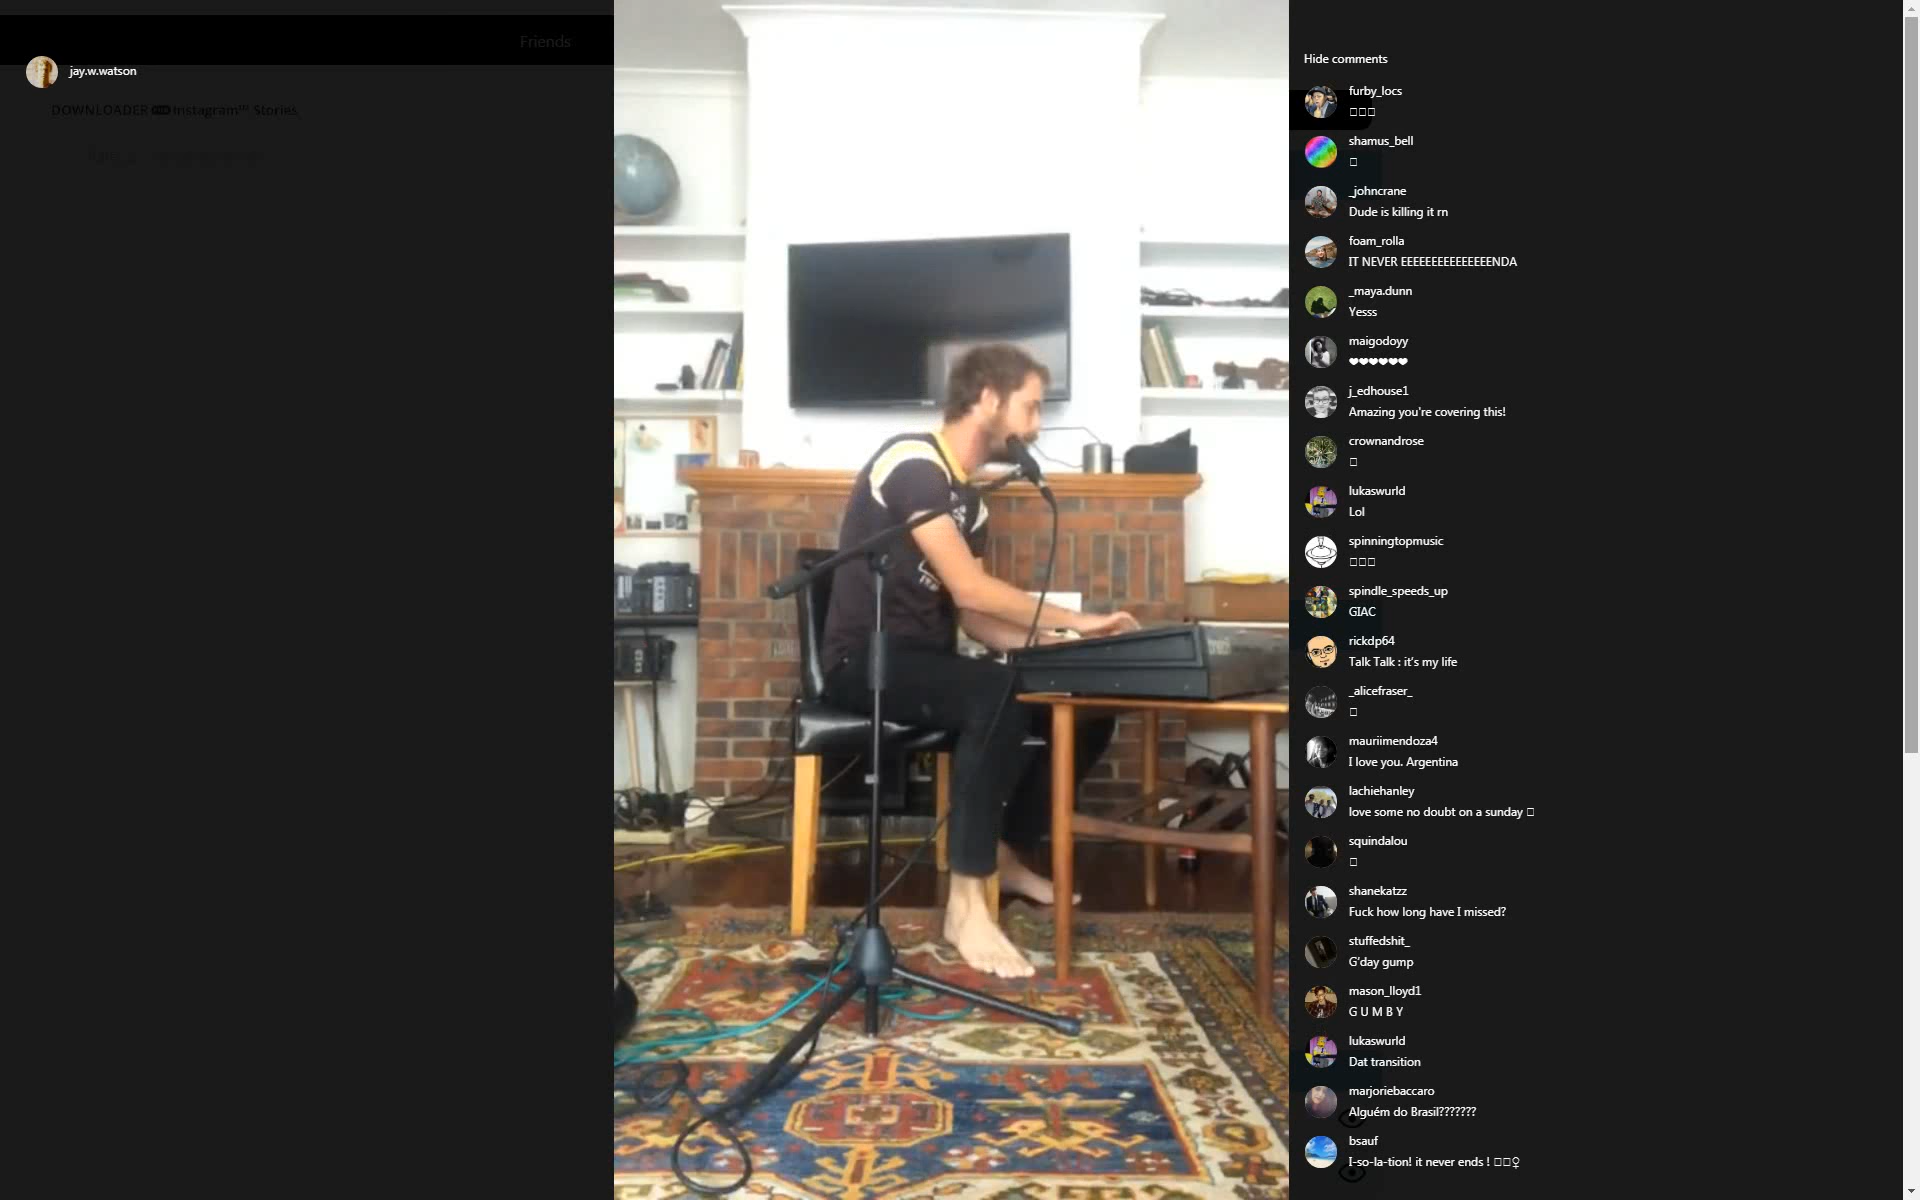 Friends
jay.w.watson
DOWNLOADER Instagram™ Stories
Hide comments
furby_locs
shamus_bell
_johncrane
Dude is killing it rn
foam_rolla
IT NEVER EEEEEEEEEEEEEEENDA
_maya.dunn
Yesss
maigodoyy
❤❤❤❤❤❤
j_edhouse1
Amazing you're covering this!
crownandrose
lukaswurld
Lol
spinningtopmusic
spindle_speeds_up
GIAC
rickdp64
Talk Talk : it's my life
_alicefraser_
mauriimendoza4
I love you. Argentina
lachiehanley
love some no doubt on a sunday
squindalou
shanekatzz
Fuck how long have I missed?
stuffedshit_
G'day gump
mason_lloyd1
G U M B Y
lukaswurld
Dat transition
marjoriebaccaro
Alguém do Brasil???????
bsauf
I-so-la-tion! it never ends ! ♀